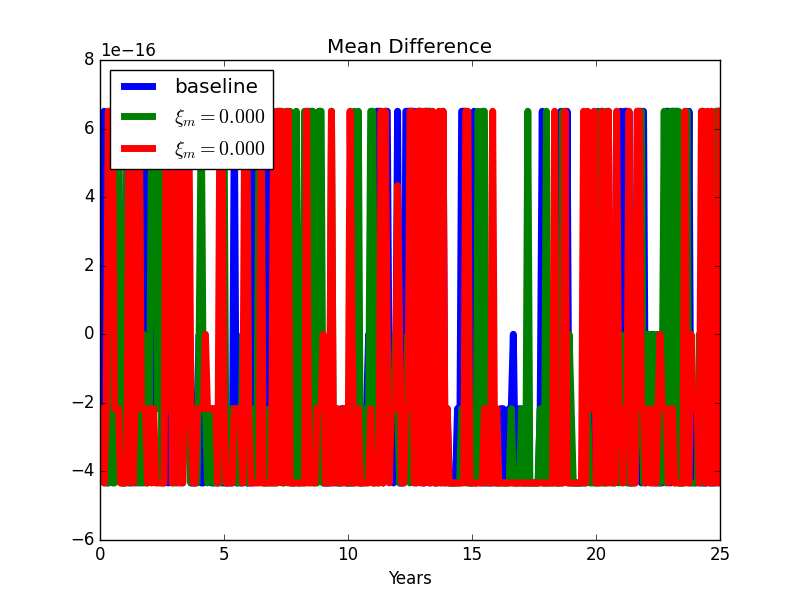 Mean Difference
1e−16
8
6
4
2
0
−2
−4
−6
baseline
ξm = 0.000
ξm = 0.000
0 5 10 15 20 25
Years